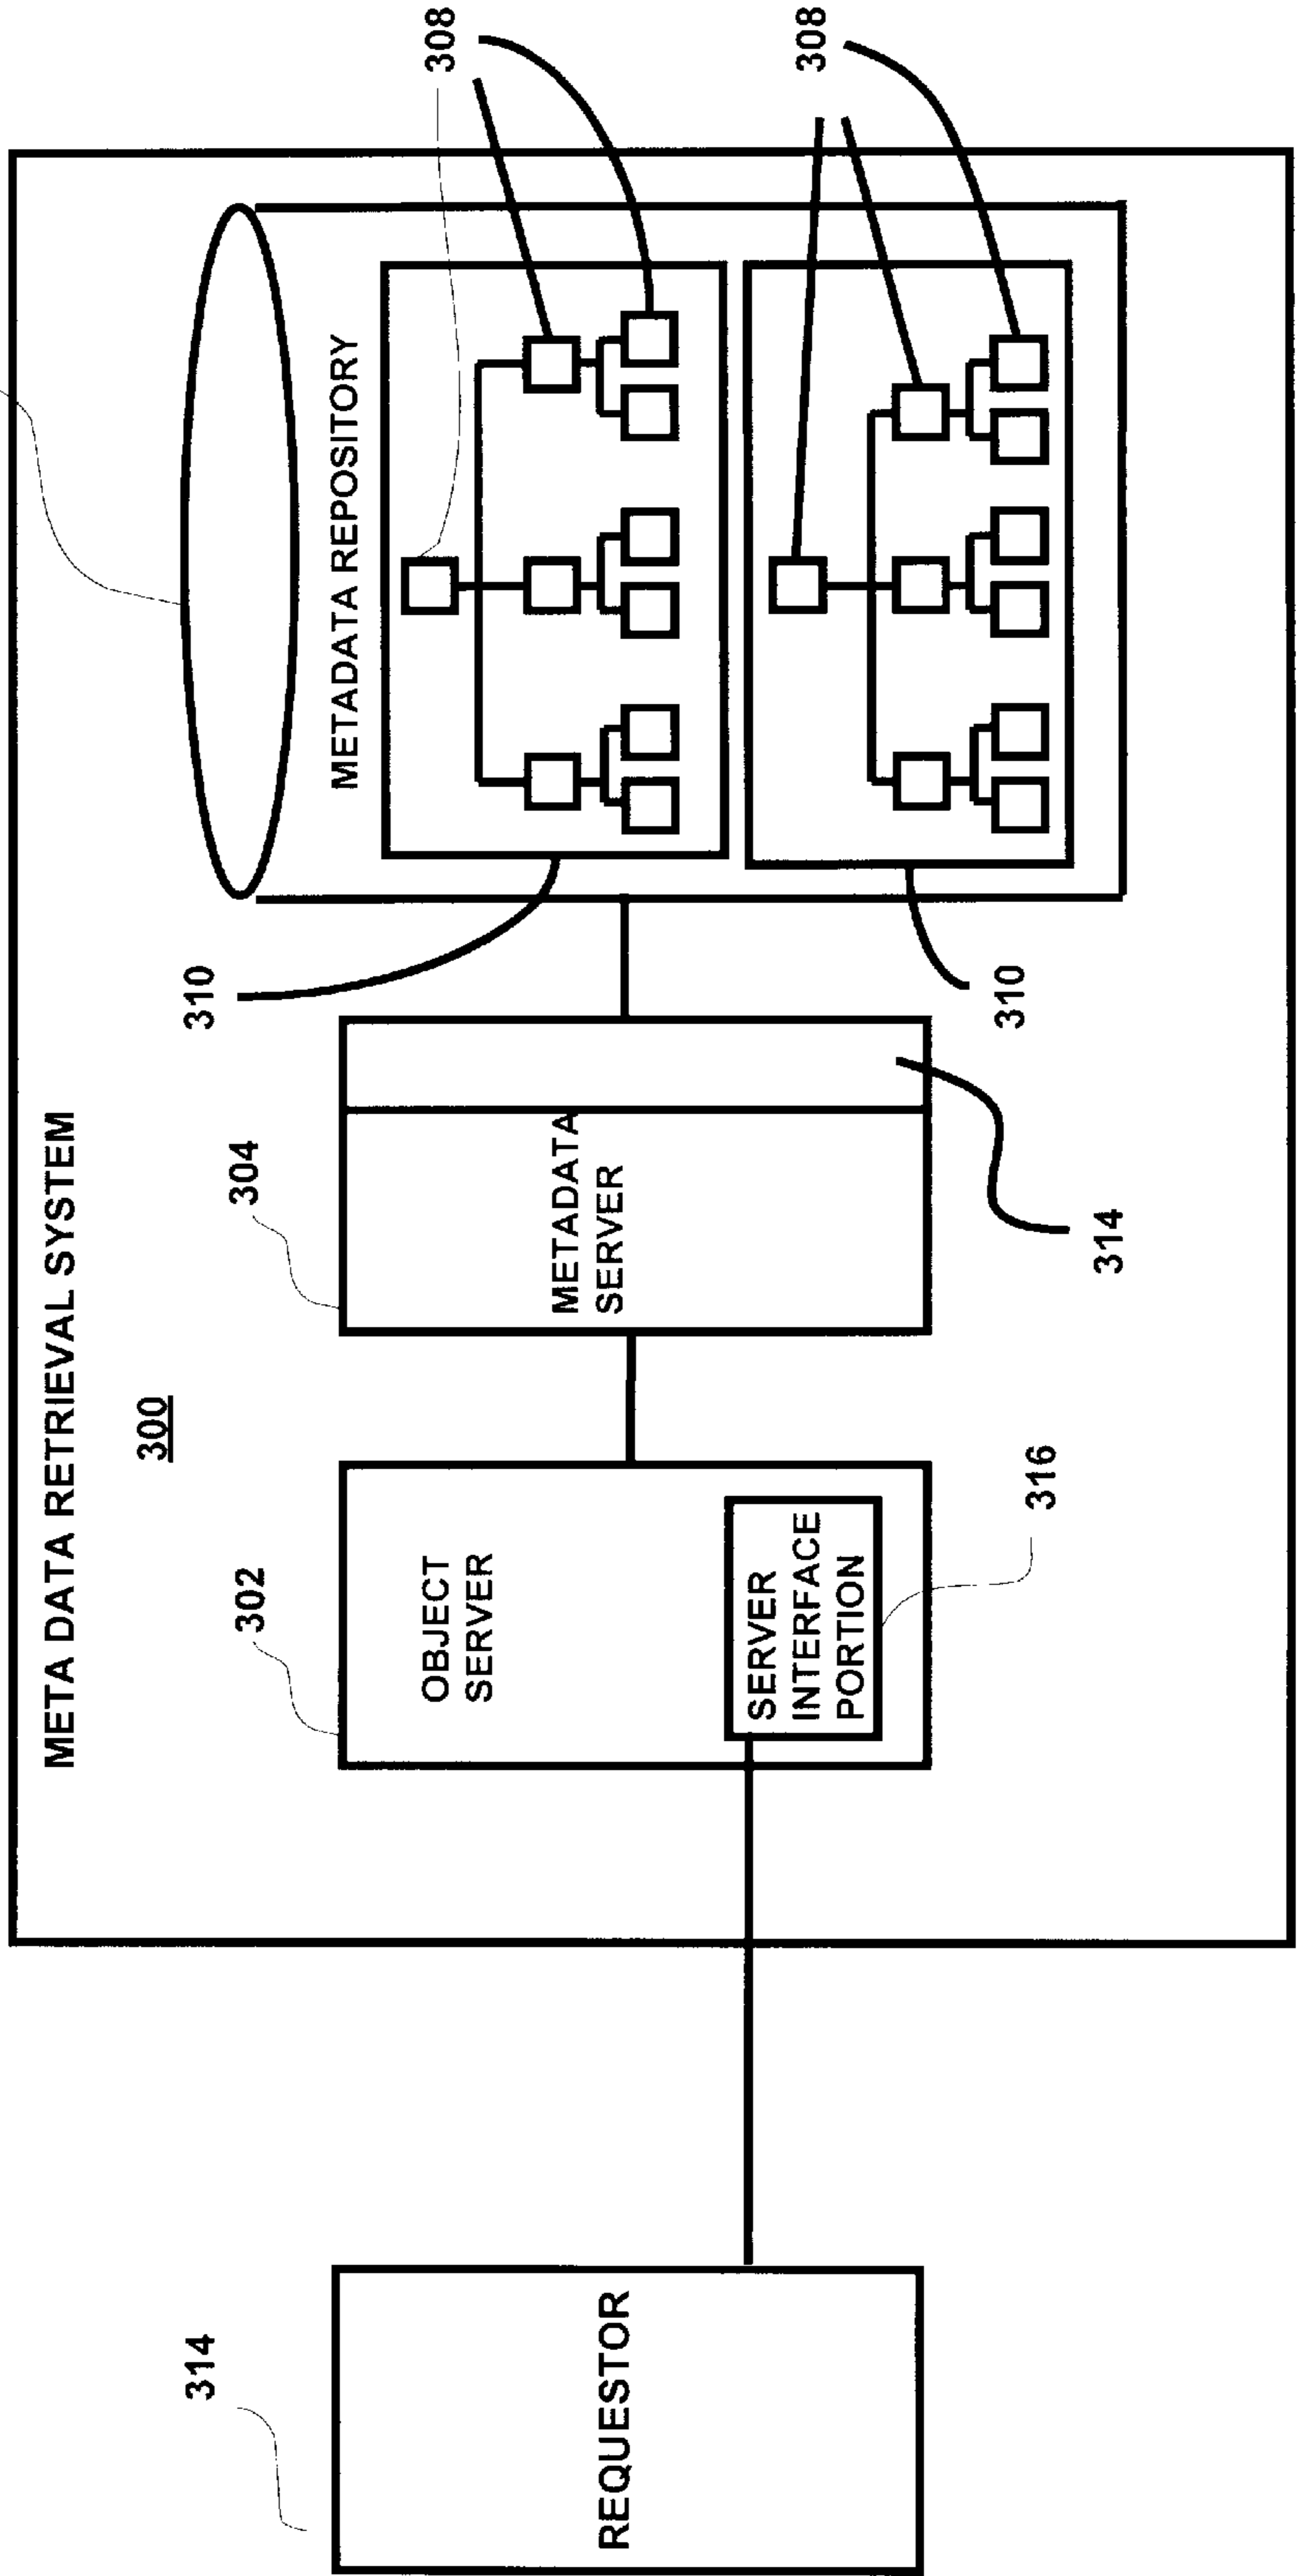 META DATA RETRIEVAL SYSTEM
300
314
REQUESTOR
302
OBJECT
SERVER
SERVER
INTERFACE
PORTION
316
304
METADATA
SERVER
314
310
310
METADATA REPOSITORY
308
308